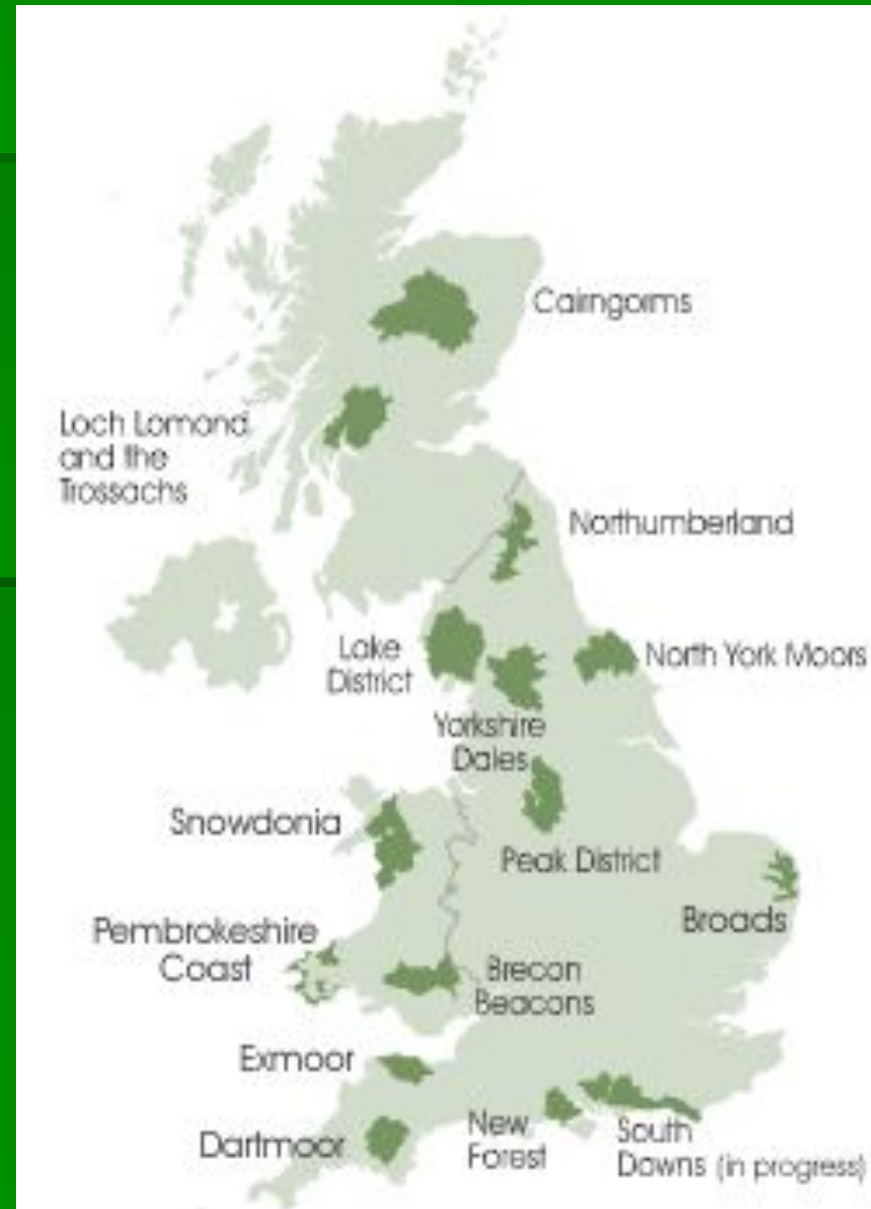 Cairngorms
Loch Lomond
and the
Trossachs
Northumberland
Lake
District
North York Moors
Yorkshire
Dales
Snowdonia
Peak District
Broads
Pembrokeshire
Coast
Brecon
Beacons
Exmoor
Dartmoor
New
Forest
South
Downs (in progress)